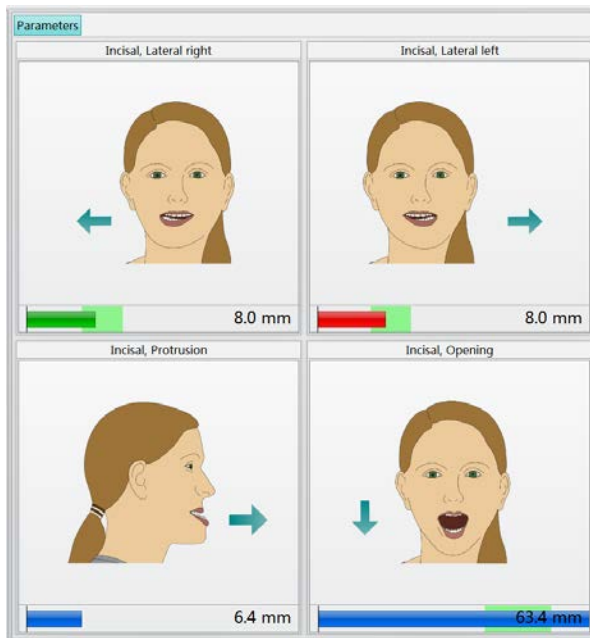 Parameters
Incisal, Lateral right
Incisal, Lateral left
8.0 mm
8.0 mm
Incisal, Protrusion
Incisal, Opening
6.4 mm
63.4 mm